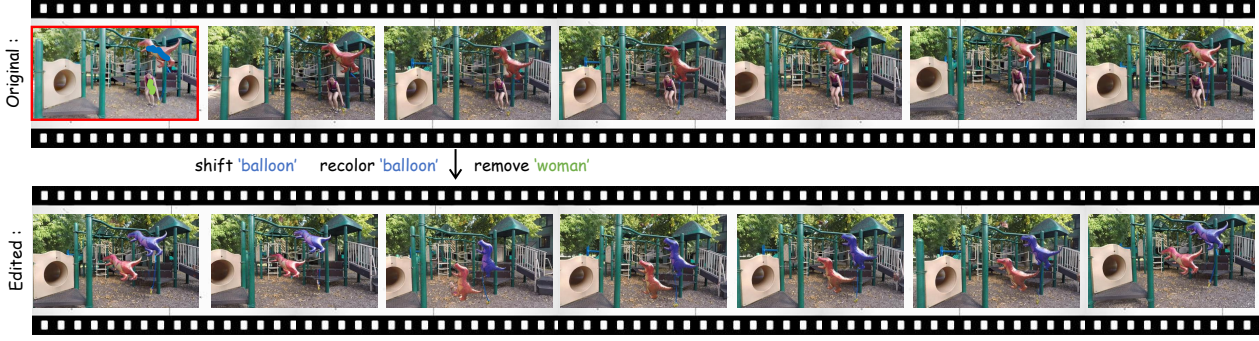 Original :
shift 'balloon' recolor 'balloon' remove 'woman'
Edited :